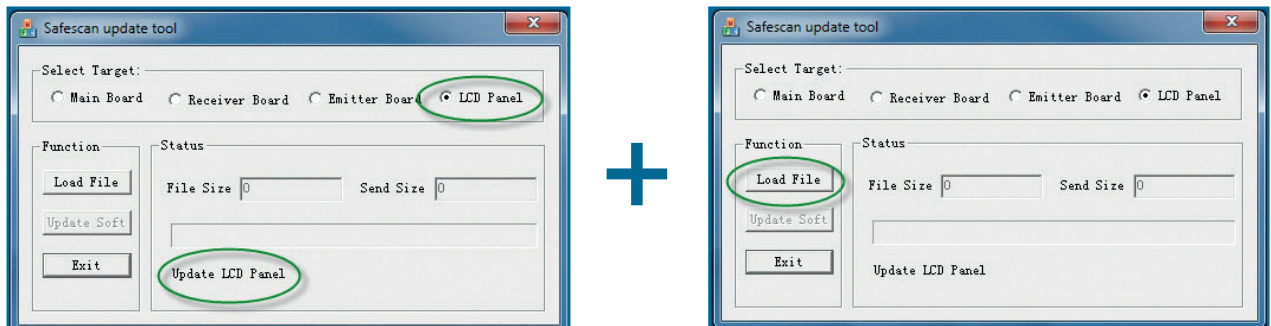 Safescan update tool
Select Target:
Main Board Receiver Board Emitter Board LCD Panel
Function
Load File
Update Soft
Exit
Status
File Size 0 Send Size 0
Update LCD Panel
+
Safescan update tool
Select Target:
Main Board Receiver Board Emitter Board LCD Panel
Function
Load File
Update Soft
Exit
Status
File Size 0 Send Size 0
Update LCD Panel